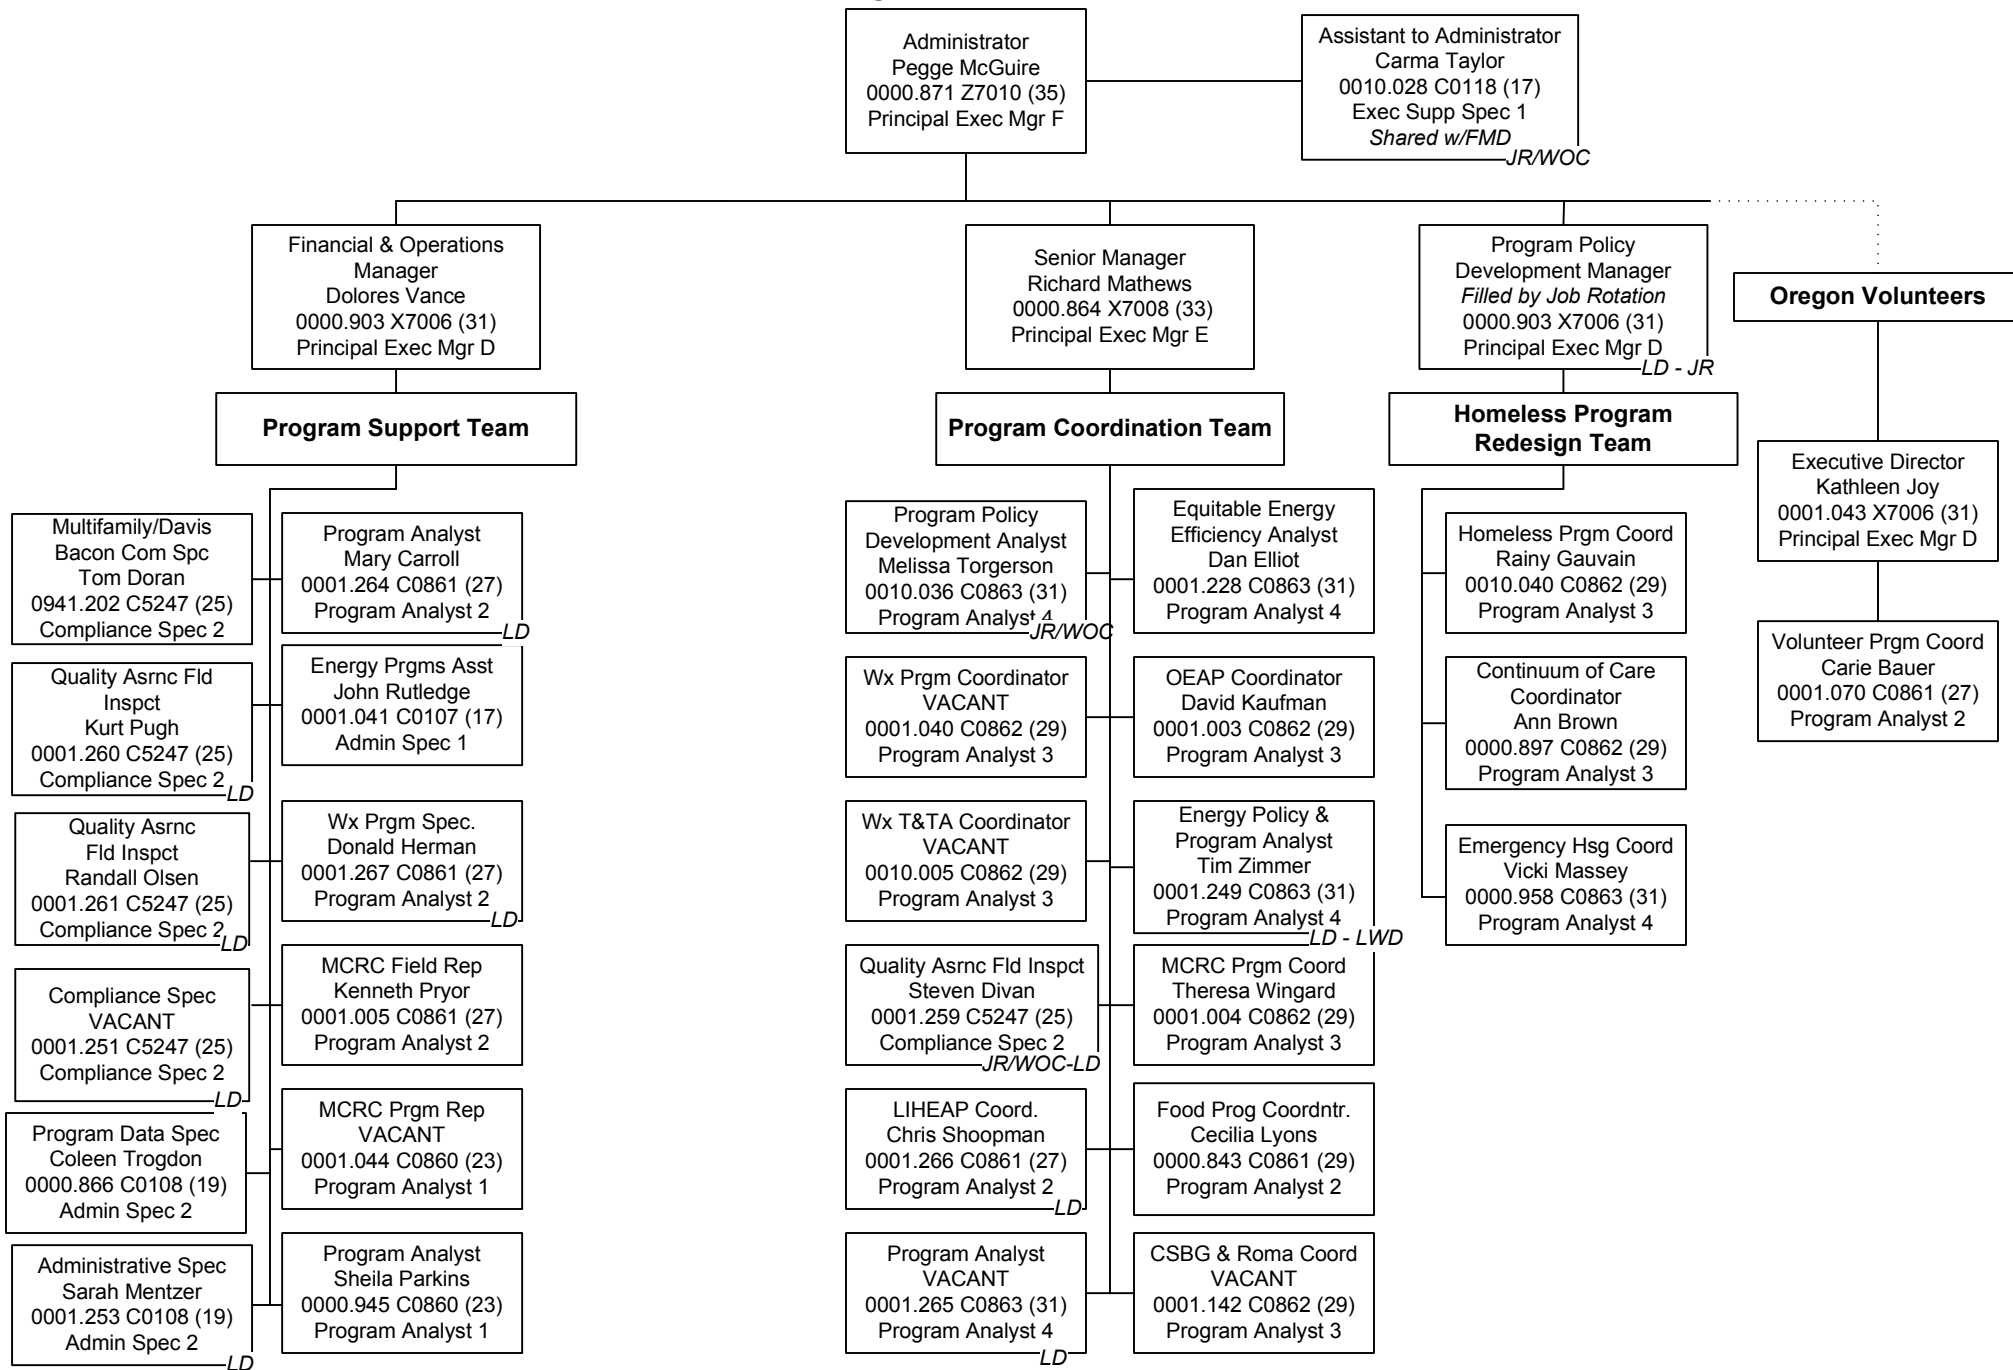 Administrator
Pegge McGuire
0000.871 Z7010 (35)
Principal Exec Mgr F
Assistant to Administrator
Carma Taylor
0010.028 C0118 (17)
Exec Supp Spec 1
Shared w/FMD
JR/WOC
Financial & Operations
Manager
Dolores Vance
0000.903 X7006 (31)
Principal Exec Mgr D
Senior Manager
Richard Mathews
0000.864 X7008 (33)
Principal Exec Mgr E
Program Policy
Development Manager
Filled by Job Rotation
0000.903 X7006 (31)
Principal Exec Mgr D
LD - JR
Oregon Volunteers
Program Support Team
Program Coordination Team
Homeless Program
Redesign Team
Multifamily/Davis
Bacon Com Spc
Tom Doran
0941.202 C5247 (25)
Compliance Spec 2
Program Analyst
Mary Carroll
0001.264 C0861 (27)
Program Analyst 2
LD
Quality Asrnc Fld
Inspct
Kurt Pugh
0001.260 C5247 (25)
Compliance Spec 2
LD
Energy Prgms Asst
John Rutledge
0001.041 C0107 (17)
Admin Spec 1
Quality Asrnc
Fld Inspct
Randall Olsen
0001.261 C5247 (25)
Compliance Spec 2
LD
Wx Prgm Spec.
Donald Herman
0001.267 C0861 (27)
Program Analyst 2
LD
Compliance Spec
VACANT
0001.251 C5247 (25)
Compliance Spec 2
LD
MCRC Field Rep
Kenneth Pryor
0001.005 C0861 (27)
Program Analyst 2
Program Data Spec
Coleen Trogdon
0000.866 C0108 (19)
Admin Spec 2
MCRC Prgm Rep
VACANT
0001.044 C0860 (23)
Program Analyst 1
Administrative Spec
Sarah Mentzer
0001.253 C0108 (19)
Admin Spec 2
LD
Program Analyst
Sheila Parkins
0000.945 C0860 (23)
Program Analyst 1
Program Policy
Development Analyst
Melissa Torgerson
0010.036 C0863 (31)
Program Analyst 4
JR/WOC
Equitable Energy
Efficiency Analyst
Dan Elliot
0001.228 C0863 (31)
Program Analyst 4
Wx Prgm Coordinator
VACANT
0001.040 C0862 (29)
Program Analyst 3
OEAP Coordinator
David Kaufman
0001.003 C0862 (29)
Program Analyst 3
Wx T&TA Coordinator
VACANT
0010.005 C0862 (29)
Program Analyst 3
Energy Policy &
Program Analyst
Tim Zimmer
0001.249 C0863 (31)
Program Analyst 4
LD - LWD
Quality Asrnc Fld Inspct
Steven Divan
0001.259 C5247 (25)
Compliance Spec 2
JR/WOC-LD
MCRC Prgm Coord
Theresa Wingard
0001.004 C0862 (29)
Program Analyst 3
LIHEAP Coord.
Chris Shoopman
0001.266 C0861 (27)
Program Analyst 2
LD
Food Prog Coordntr.
Cecilia Lyons
0000.843 C0861 (29)
Program Analyst 2
Program Analyst
VACANT
0001.265 C0863 (31)
Program Analyst 4
LD
CSBG & Roma Coord
VACANT
0001.142 C0862 (29)
Program Analyst 3
Homeless Prgm Coord
Rainy Gauvain
0010.040 C0862 (29)
Program Analyst 3
Continuum of Care
Coordinator
Ann Brown
0000.897 C0862 (29)
Program Analyst 3
Emergency Hsg Coord
Vicki Massey
0000.958 C0863 (31)
Program Analyst 4
Executive Director
Kathleen Joy
0001.043 X7006 (31)
Principal Exec Mgr D
Volunteer Prgm Coord
Carie Bauer
0001.070 C0861 (27)
Program Analyst 2